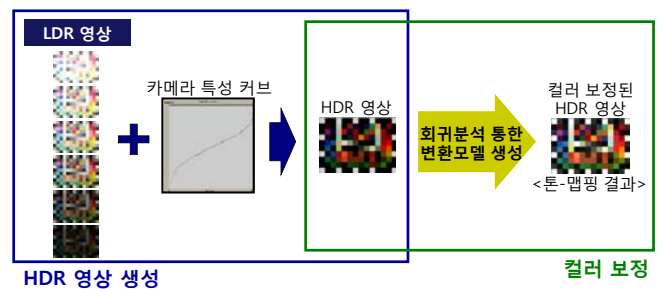 LDR 영상
카메라 특성 커브
HDR 영상
회귀분석 통한
변환모델 생성
컬러 보정된
HDR 영상
<톤-맵핑 결과>
HDR 영상 생성
컬러 보정